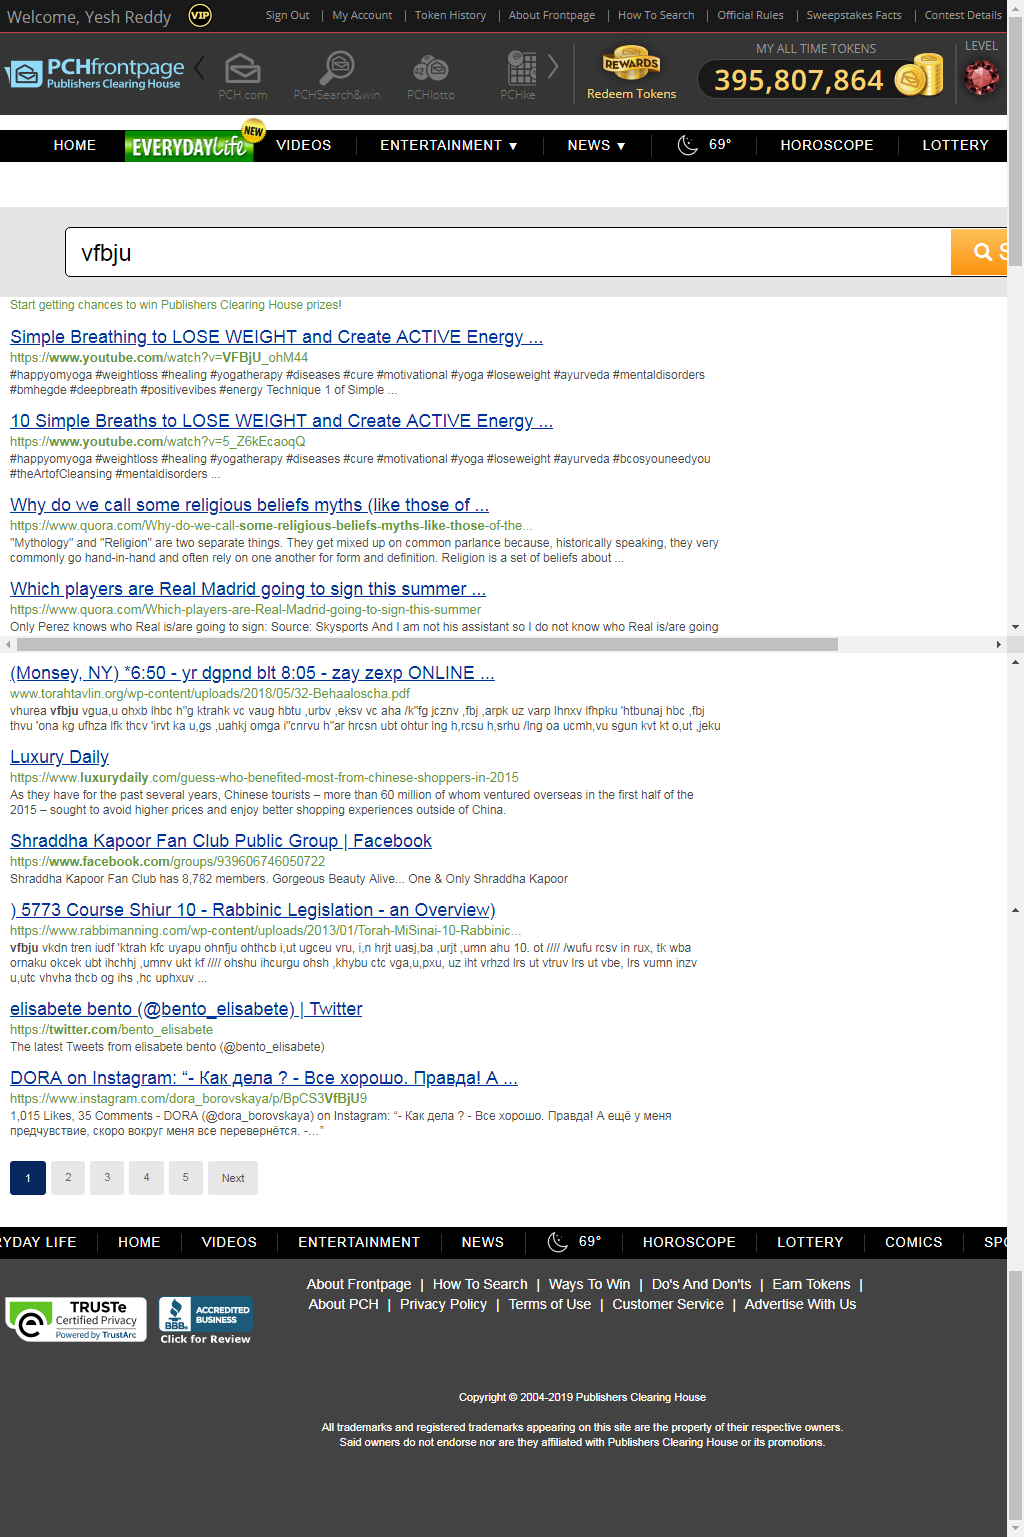 Welcome, Yesh Reddy VIP Sign Out | My Account | Token History | About Frontpage | How To Search | Official Rules | Sweepstakes Facts | Contest Details
PCHfrontpage
Publishers Clearing House
PCH.com PCHSearch&win PCHlotto PCHke
REWARDS
Redeem Tokens
MY ALL TIME TOKENS
395,807,864
LEVEL
HOME EVERYDAYLife NEW VIDEOS ENTERTAINMENT ▼ NEWS ▼ 69° HOROSCOPE LOTTERY
vfbju
Start getting chances to win Publishers Clearing House prizes!
Simple Breathing to LOSE WEIGHT and Create ACTIVE Energy ...
https://www.youtube.com/watch?v=VFBjU_ohM44
#happyomyoga #weightloss #healing #yogatherapy #diseases #cure #motivational #yoga #loseweight #ayurveda #mentaldisorders
#bmhegde #deepbreath #positivevibes #energy Technique 1 of Simple ...
10 Simple Breaths to LOSE WEIGHT and Create ACTIVE Energy ...
https://www.youtube.com/watch?v=5_Z6kEcaoqQ
#happyomyoga #weightloss #healing #yogatherapy #diseases #cure #motivational #yoga #loseweight #ayurveda #bcosyouneedyou
#theArtofCleansing #mentaldisorders ...
Why do we call some religious beliefs myths (like those of ...
https://www.quora.com/Why-do-we-call-some-religious-beliefs-myths-like-those-of-the...
"Mythology" and "Religion" are two separate things. They get mixed up on common parlance because, historically speaking, they very
commonly go hand-in-hand and often rely on one another for form and definition. Religion is a set of beliefs about ...
Which players are Real Madrid going to sign this summer ...
https://www.quora.com/Which-players-are-Real-Madrid-going-to-sign-this-summer
Only Perez knows who Real is/are going to sign: Source: Skysports And I am not his assistant so I do not know who Real is/are going
(Monsey, NY) *6:50 - yr dgpnd blt 8:05 - zay zexp ONLINE ...
www.torahtavlin.org/wp-content/uploads/2018/05/32-Behaaloscha.pdf
vhurea vfbju vgua,u ohxb lhbc h"g ktrahk vc vaug hbtu ,urbv ,eksv vc aha /k"fg jcznv ,fbj ,arpk uz varp lhnxv lfhpku 'htbunaj hbc ,fbj
thvu 'ona kg ufhza lfk thcv 'irvt ka u,gs ,uahkj omga i"cnrvu h"ar hrcsn ubt ohtur lng h,rcsu h,srhu /lng oa ucmh,vu sgun kvt kt o,ut ,jeku
Luxury Daily
https://www.luxurydaily.com/guess-who-benefited-most-from-chinese-shoppers-in-2015
As they have for the past several years, Chinese tourists – more than 60 million of whom ventured overseas in the first half of the
2015 – sought to avoid higher prices and enjoy better shopping experiences outside of China.
Shraddha Kapoor Fan Club Public Group | Facebook
https://www.facebook.com/groups/939606746050722
Shraddha Kapoor Fan Club has 8,782 members. Gorgeous Beauty Alive... One & Only Shraddha Kapoor
) 5773 Course Shiur 10 - Rabbinic Legislation - an Overview)
https://www.rabbimanning.com/wp-content/uploads/2013/01/Torah-MiSinai-10-Rabbinic...
vfbju vkdn tren iudf 'ktrah kfc uyapu ohnfju ohthcb i,ut ugceu vru, i,n hrjt uasj,ba ,urjt ,umn ahu 10. ot //// /wufu rcsv in rux, tk wba
ornaku okcek ubt ihchhj ,umnv ukt kf //// ohshu ihcurgu ohsh ,khybu ctc vga,u,pxu, uz iht vrhzd lrs ut vtruv lrs ut vbe, lrs vumn inzv
u,utc vhvha thcb og ihs ,hc uphxuv ...
elisabete bento (@bento_elisabete) | Twitter
https://twitter.com/bento_elisabete
The latest Tweets from elisabete bento (@bento_elisabete)
DORA on Instagram: “- Как дела ? - Все хорошо. Правда! А ...
https://www.instagram.com/dora_borovskaya/p/BpCS3VfBjU9
1,015 Likes, 35 Comments - DORA (@dora_borovskaya) on Instagram: “- Как дела ? - Все хорошо. Правда! А ещё у меня
предчувствие, скоро вокруг меня все перевернётся. -…”
1 2 3 4 5 Next
RYDAY LIFE HOME VIDEOS ENTERTAINMENT NEWS 69° HOROSCOPE LOTTERY COMICS SPO
About Frontpage | How To Search | Ways To Win | Do's And Don'ts | Earn Tokens |
About PCH | Privacy Policy | Terms of Use | Customer Service | Advertise With Us
TRUSTe
Certified Privacy
Powered by TrustArc
BBB
ACCREDITED
BUSINESS
Click for Review
Copyright © 2004-2019 Publishers Clearing House
All trademarks and registered trademarks appearing on this site are the property of their respective owners.
Said owners do not endorse nor are they affiliated with Publishers Clearing House or its promotions.